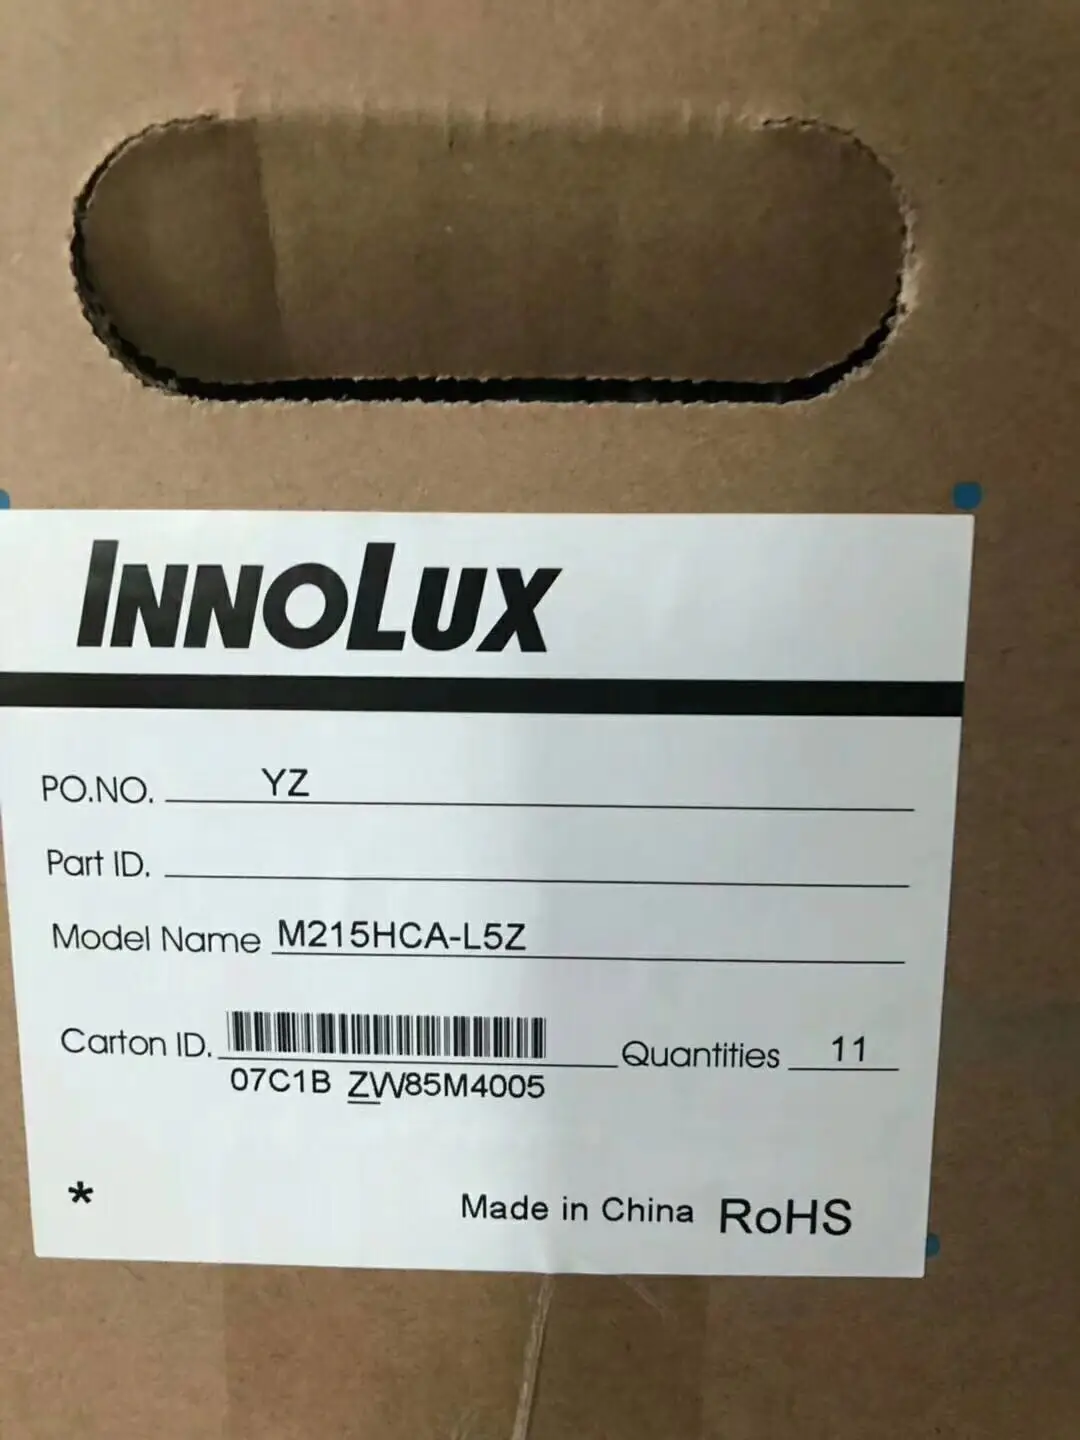 INNOLUX
PO.NO. YZ
Part ID.
Model Name M215HCA-L5Z
Carton ID. Quantities 11
07C1B ZW85M4005
*
Made in China RoHS